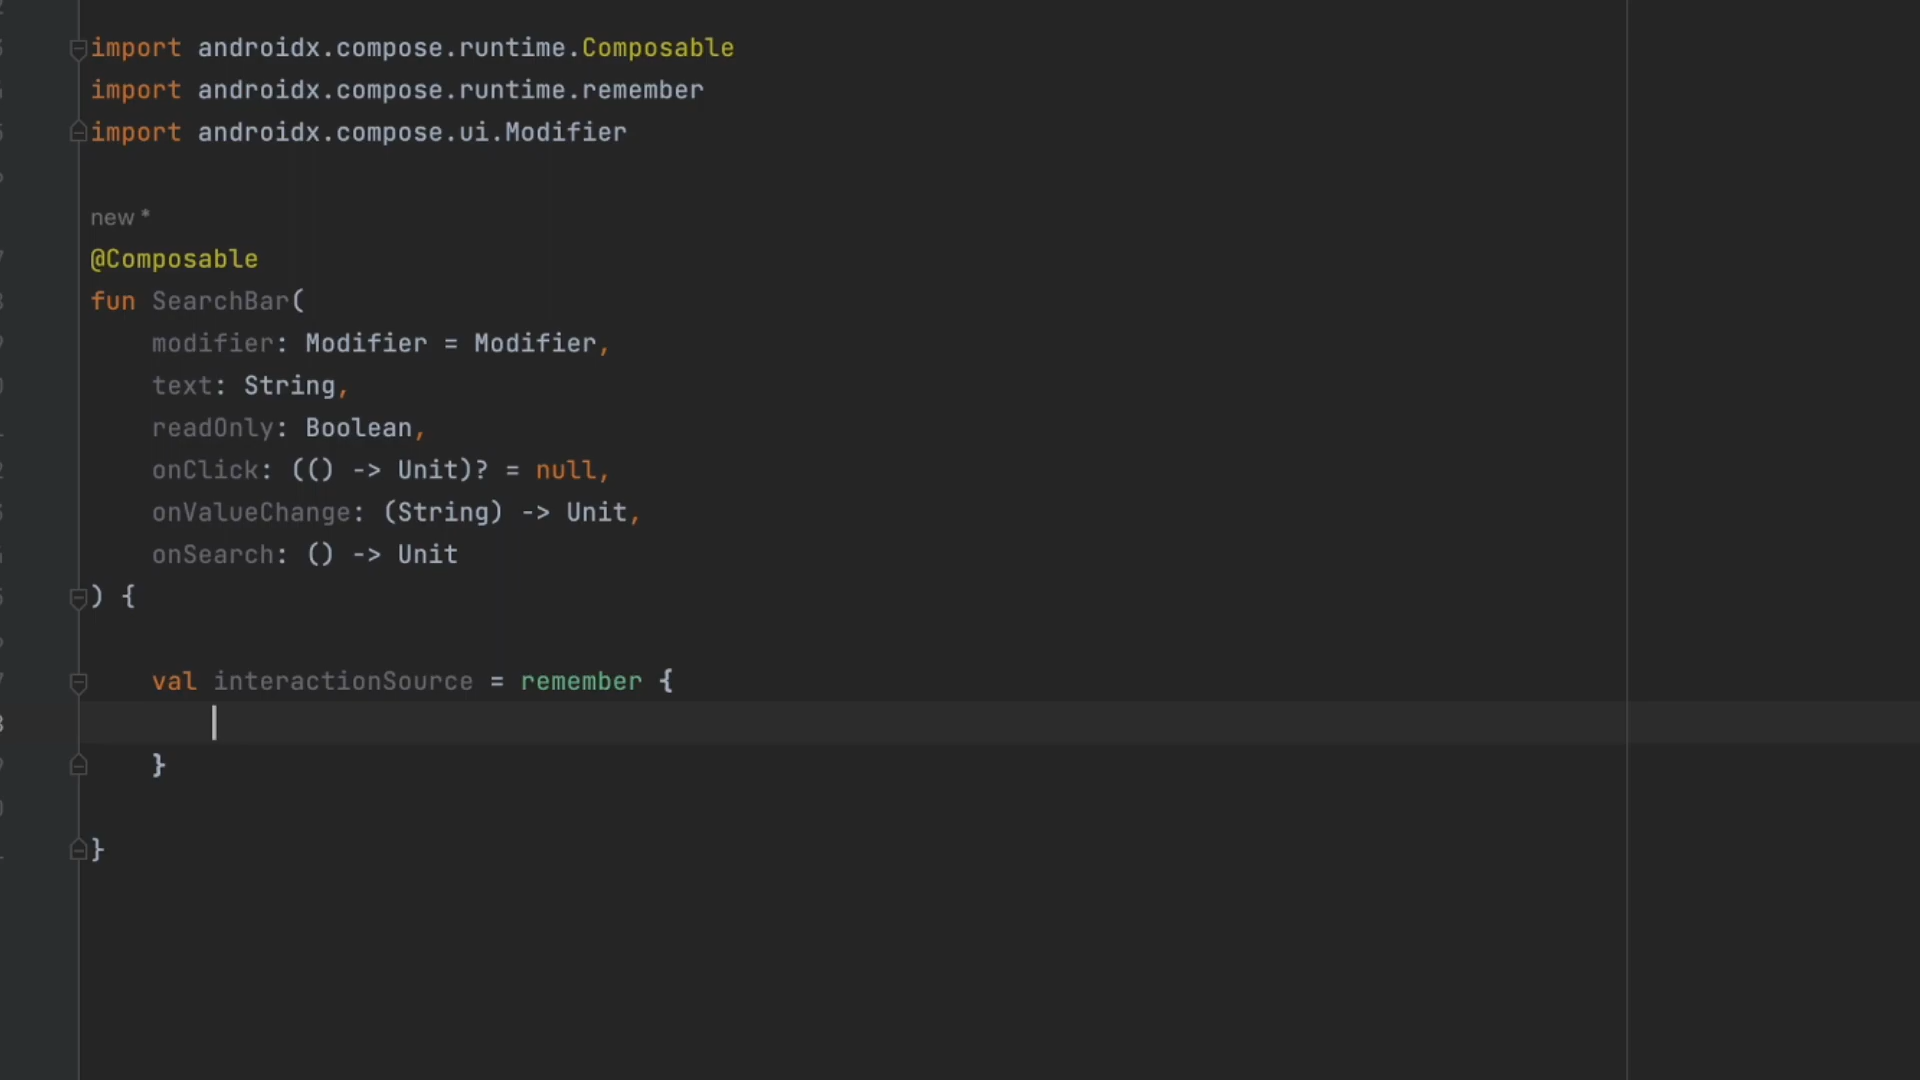 import androidx.compose.runtime.Composable
import androidx.compose.runtime.remember
import androidx.compose.ui.Modifier
new *
@Composable
fun SearchBar(
    modifier: Modifier = Modifier,
    text: String,
    readOnly: Boolean,
    onClick: (() -> Unit)? = null,
    onValueChange: (String) -> Unit,
    onSearch: () -> Unit
) {
    val interactionSource = remember {
    }
}